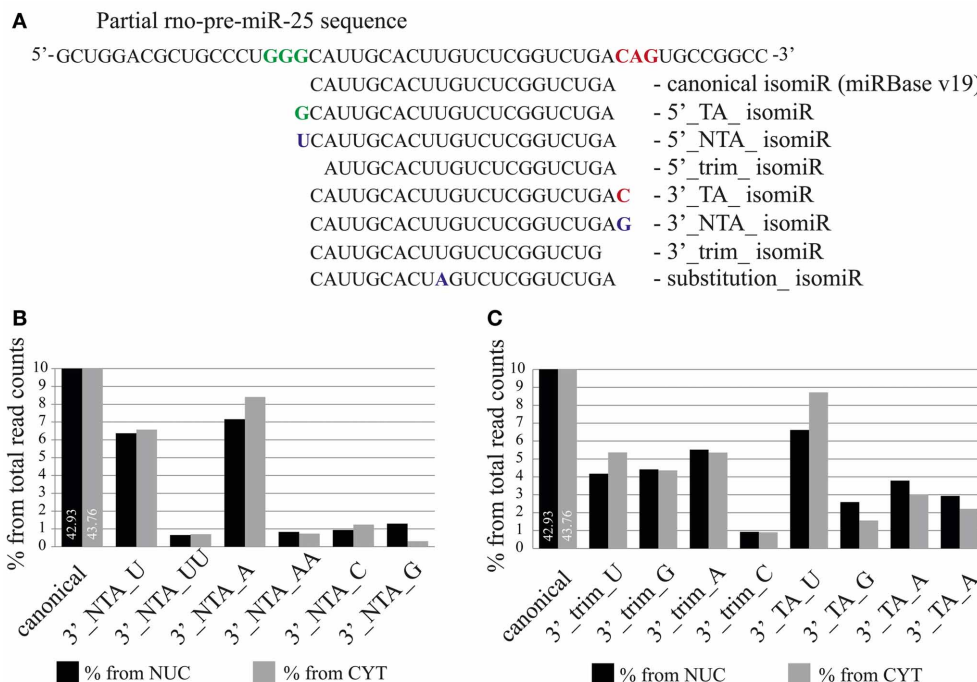 A
Partial rno-pre-miR-25 sequence
5'-GCUGGACGCUGCCCUGGGCAUUGCACUUGUCUCGGUCUGACAGUGCCGGCC-3'
CAUUGCACUUGUCUCGGUCUGA - canonical isomiR (miRBase v19)
GCAUUGCACUUGUCUCGGUCUGA - 5'_TA_ isomiR
UCAUUGCACUUGUCUCGGUCUGA - 5'_NTA_ isomiR
AUUGCACUUGUCUCGGUCUGA - 5'_trim_ isomiR
CAUUGCACUUGUCUCGGUCUGAC - 3'_TA_ isomiR
CAUUGCACUUGUCUCGGUCUGAG - 3'_NTA_ isomiR
CAUUGCACUUGUCUCGGUCUG - 3'_trim_ isomiR
CAUUGCACUAGUCUCGGUCUGA - substitution_ isomiR
B
% from total read counts
10
9
8
7
6
5
4
3
2
1
0
42.93
43.76
canonical
3'_NTA_U
3'_NTA_UU
3'_NTA_A
3'_NTA_AA
3'_NTA_C
3'_NTA_G
% from NUC
% from CYT
C
% from total read counts
10
9
8
7
6
5
4
3
2
1
0
42.93
43.76
canonical
3'_trim_U
3'_trim_G
3'_trim_A
3'_trim_C
3'_TA_U
3'_TA_G
3'_TA_A
3'_TA_A
% from NUC
% from CYT